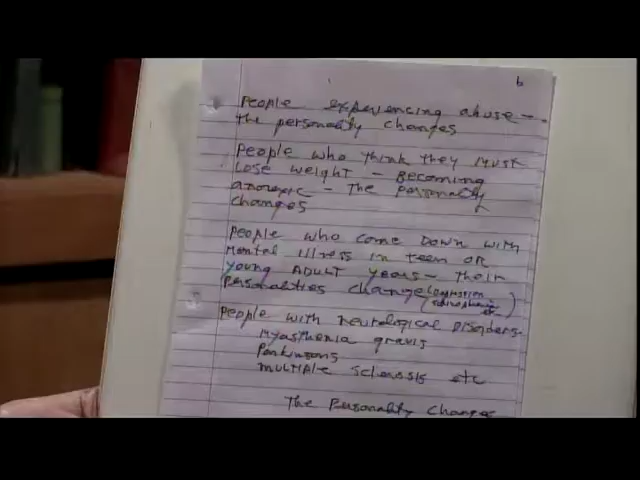 6
People experiencing abuse-
the personality changes
People who think they must
lose weight - Becoming
anorexic - The personality
changes
People who come DOWN with
Mental Illness in teen OR
young ADULT years- their
personalities change
(schizophrenia
etc
)
People with neurological Disorders
Myasthenia gravis
Parkinsons
MULTIPLE sclerosis etc
The Personality Changes